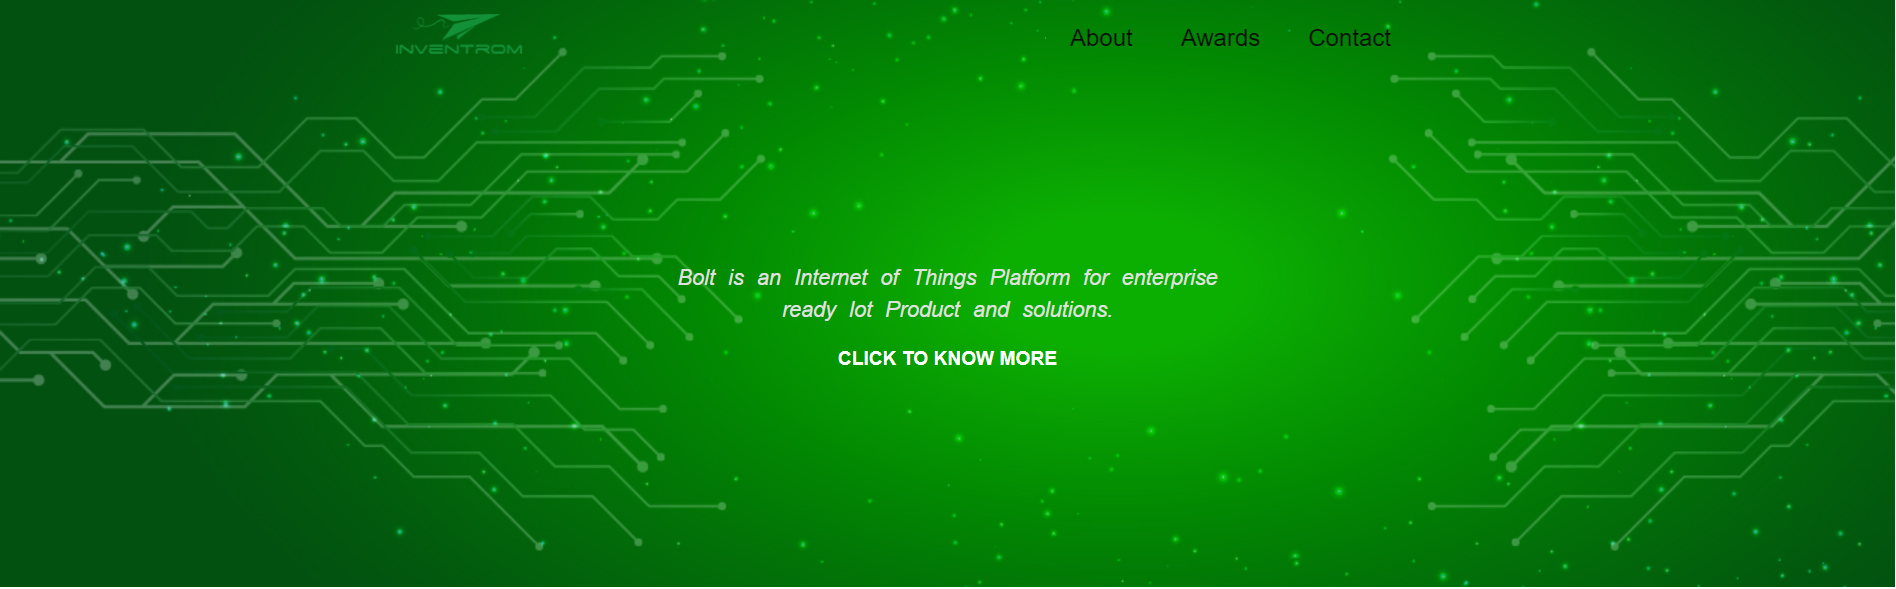 INVENTROM
About Awards Contact
Bolt is an Internet of Things Platform for enterprise
ready Iot Product and solutions.
CLICK TO KNOW MORE